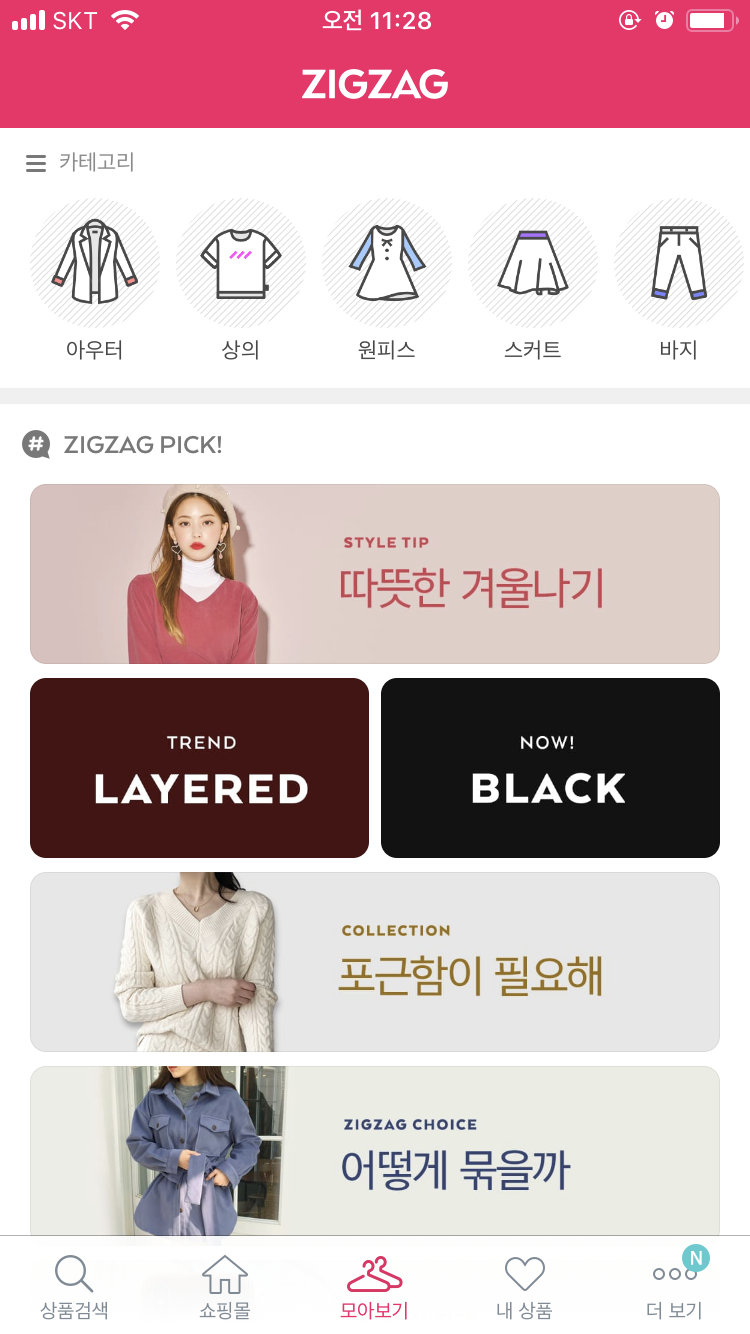 SKT 오전 11:28
ZIGZAG
카테고리
아우터 상의 원피스 스커트 바지
# ZIGZAG PICK!
STYLE TIP
따뜻한 겨울나기
TREND
LAYERED
NOW!
BLACK
COLLECTION
포근함이 필요해
ZIGZAG CHOICE
어떻게 묶을까
N
상품검색 쇼핑몰 모아보기 내 상품 더 보기